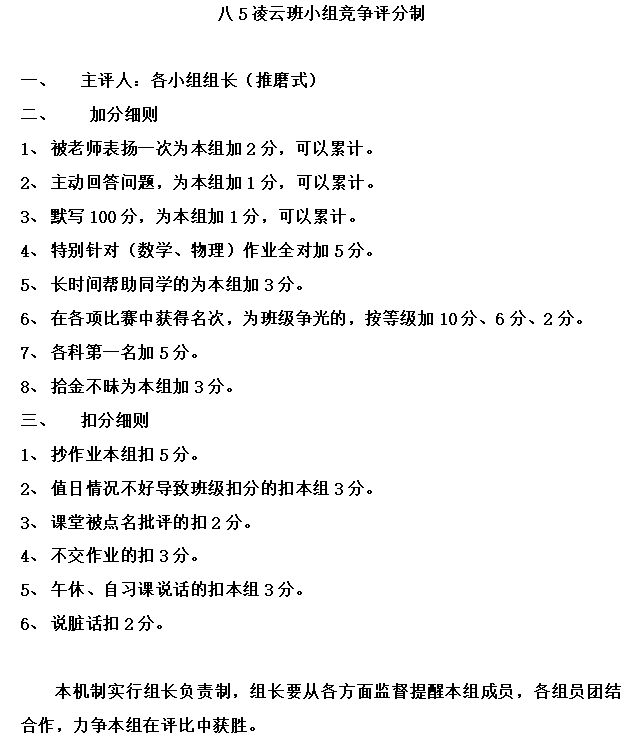 八5凌云班小组竞争评分制
一、 主评人：各小组组长（推磨式）
二、 加分细则
1、被老师表扬一次为本组加2分，可以累计。
2、主动回答问题，为本组加1分，可以累计。
3、默写100分，为本组加1分，可以累计。
4、特别针对（数学、物理）作业全对加5分。
5、长时间帮助同学的为本组加3分。
6、在各项比赛中获得名次，为班级争光的，按等级加10分、6分、2分。
7、各科第一名加5分。
8、拾金不昧为本组加3分。
三、 扣分细则
1、抄作业本组扣5分。
2、值日情况不好导致班级扣分的扣本组3分。
3、课堂被点名批评的扣2分。
4、不交作业的扣3分。
5、午休、自习课说话的扣本组3分。
6、说脏话扣2分。
本机制实行组长负责制，组长要从各方面监督提醒本组成员，各组员团结
合作，力争本组在评比中获胜。